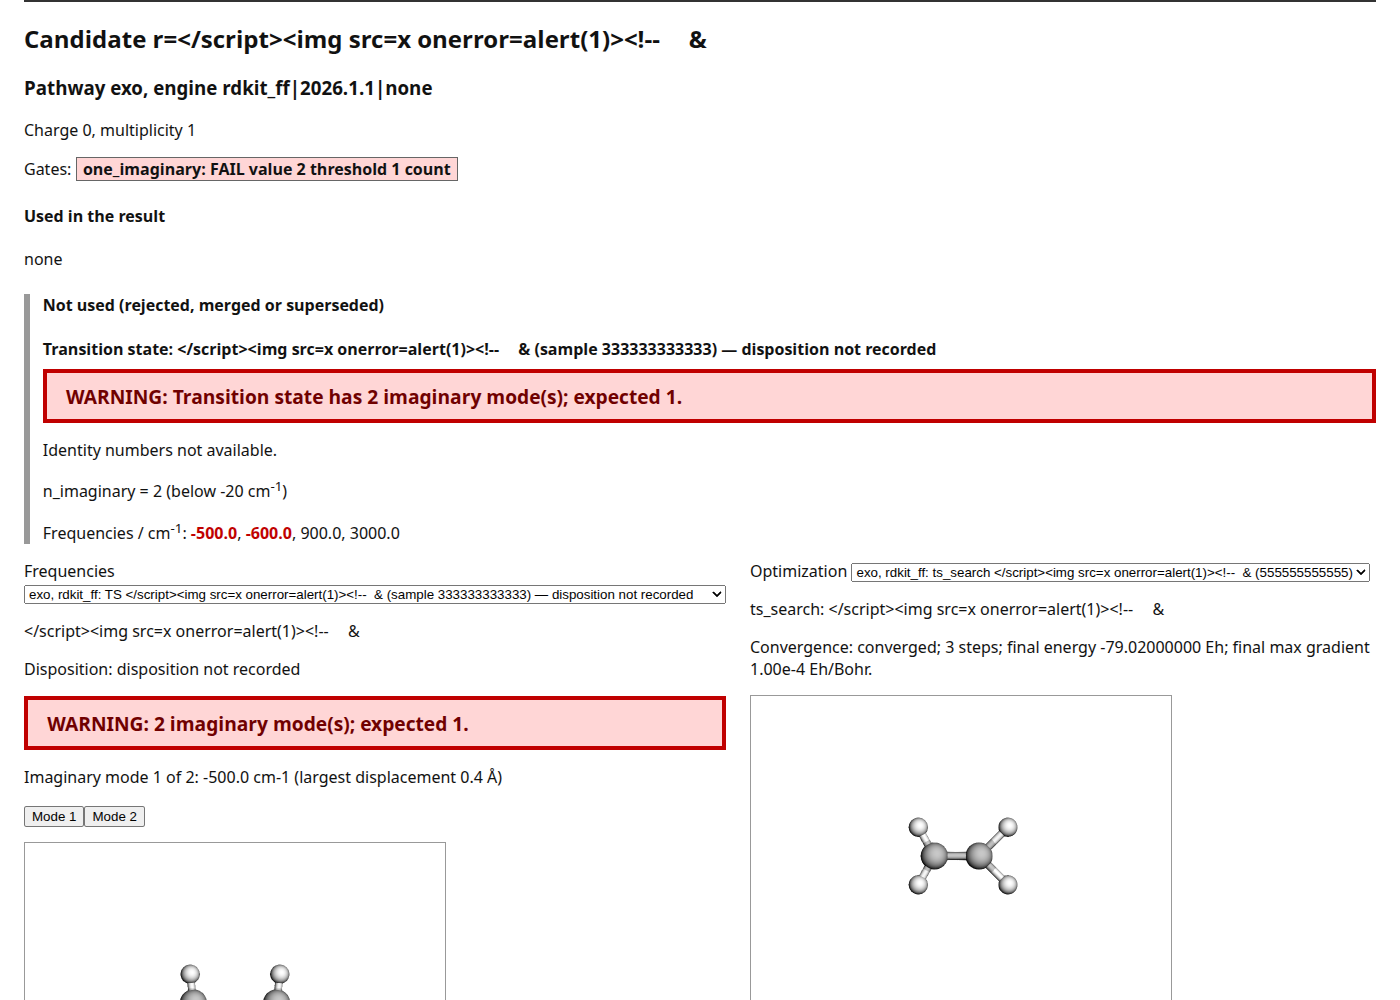 Candidate r=</script><img src=x onerror=alert(1)><!--    &
Pathway exo, engine rdkit_ff|2026.1.1|none
Charge 0, multiplicity 1
Gates: one_imaginary: FAIL value 2 threshold 1 count
Used in the result
none
Not used (rejected, merged or superseded)
Transition state: </script><img src=x onerror=alert(1)><!--    & (sample 333333333333) — disposition not recorded
WARNING: Transition state has 2 imaginary mode(s); expected 1.
Identity numbers not available.
n_imaginary = 2 (below -20 cm-1)
Frequencies / cm-1: -500.0, -600.0, 900.0, 3000.0
Frequencies
exo, rdkit_ff: TS </script><img src=x onerror=alert(1)><!--  & (sample 333333333333) — disposition not recorded
</script><img src=x onerror=alert(1)><!--    &
Disposition: disposition not recorded
WARNING: 2 imaginary mode(s); expected 1.
Imaginary mode 1 of 2: -500.0 cm-1 (largest displacement 0.4 Å)
Mode 1 Mode 2
Optimization exo, rdkit_ff: ts_search </script><img src=x onerror=alert(1)><!--  & (555555555555)
ts_search: </script><img src=x onerror=alert(1)><!--    &
Convergence: converged; 3 steps; final energy -79.02000000 Eh; final max gradient
1.00e-4 Eh/Bohr.